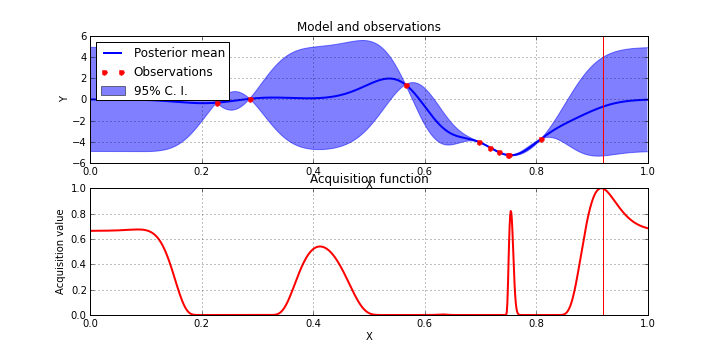 Model and observations
6
4
2
0
−2
−4
−6
Y
Posterior mean
Observations
95% C. I.
0.0 0.2 0.4 0.6 0.8 1.0
X
Acquisition function
1.0
0.8
0.6
0.4
0.2
0.0
Acquisition value
0.0 0.2 0.4 0.6 0.8 1.0
X